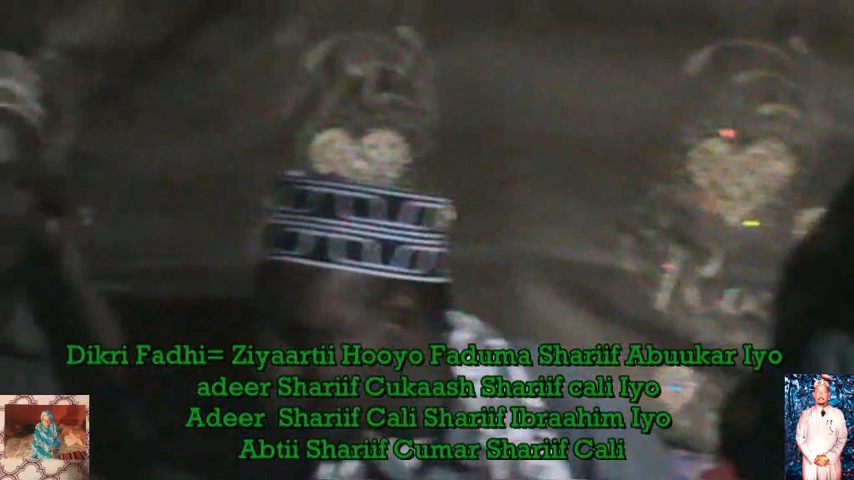 Dikri Fadhi= Ziyaartii Hooyo Faduma Shariif Abuukar Iyo
adeer Shariif Cukaash Shariif cali Iyo
Adeer Shariif Cali Shariif Ibraahim Iyo
Abtii Shariif Cumar Shariif Cali